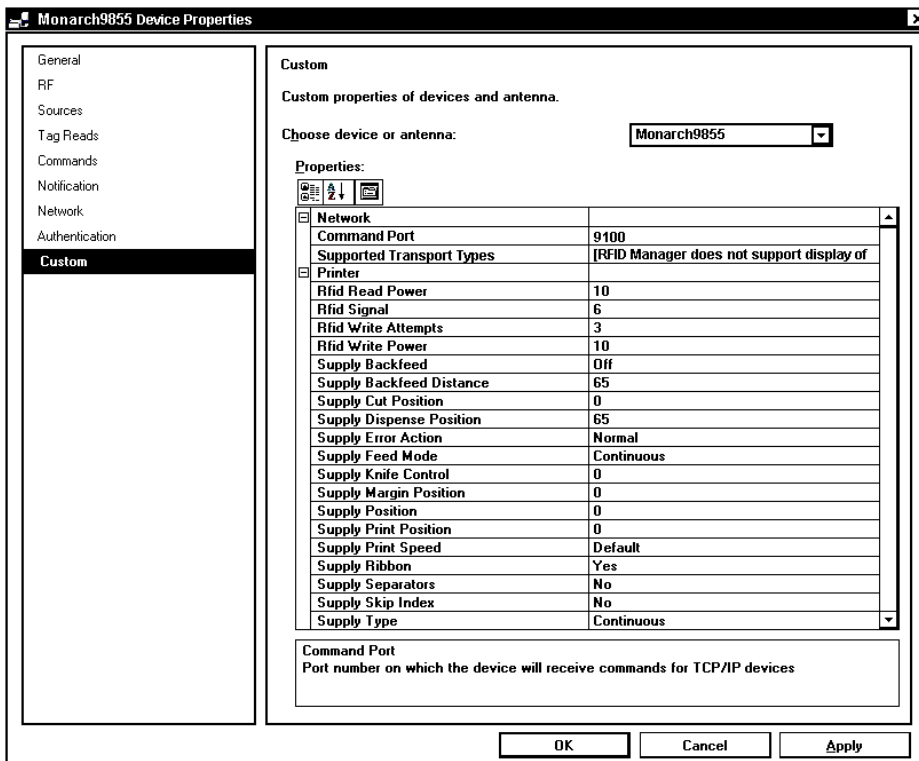 Monarch9855 Device Properties
General
RF
Sources
Tag Reads
Commands
Notification
Network
Authentication
Custom
Custom
Custom properties of devices and antenna.
Choose device or antenna: Monarch9855
Properties:
Network
Command Port 9100
Supported Transport Types [RFID Manager does not support display of
Printer
Rfid Read Power 10
Rfid Signal 6
Rfid Write Attempts 3
Rfid Write Power 10
Supply Backfeed Off
Supply Backfeed Distance 65
Supply Cut Position 0
Supply Dispense Position 65
Supply Error Action Normal
Supply Feed Mode Continuous
Supply Knife Control 0
Supply Margin Position 0
Supply Position 0
Supply Print Position 0
Supply Print Speed Default
Supply Ribbon Yes
Supply Separators No
Supply Skip Index No
Supply Type Continuous
Command Port
Port number on which the device will receive commands for TCP/IP devices
OK Cancel Apply